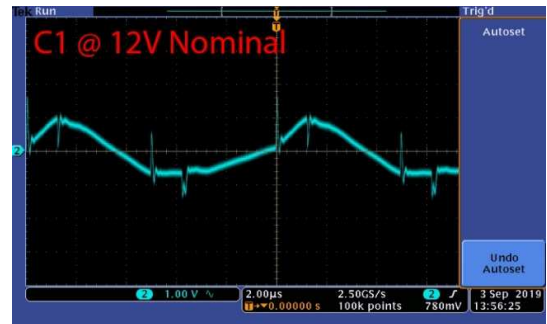 Tek Run
Trig'd
C1 @ 12V Nominal
Autoset
2
Undo
Autoset
2 1.00 V
2.00µs
2.50GS/s
2
780mV
T→▼0.00000 s
100k points
3 Sep 2019
13:56:25